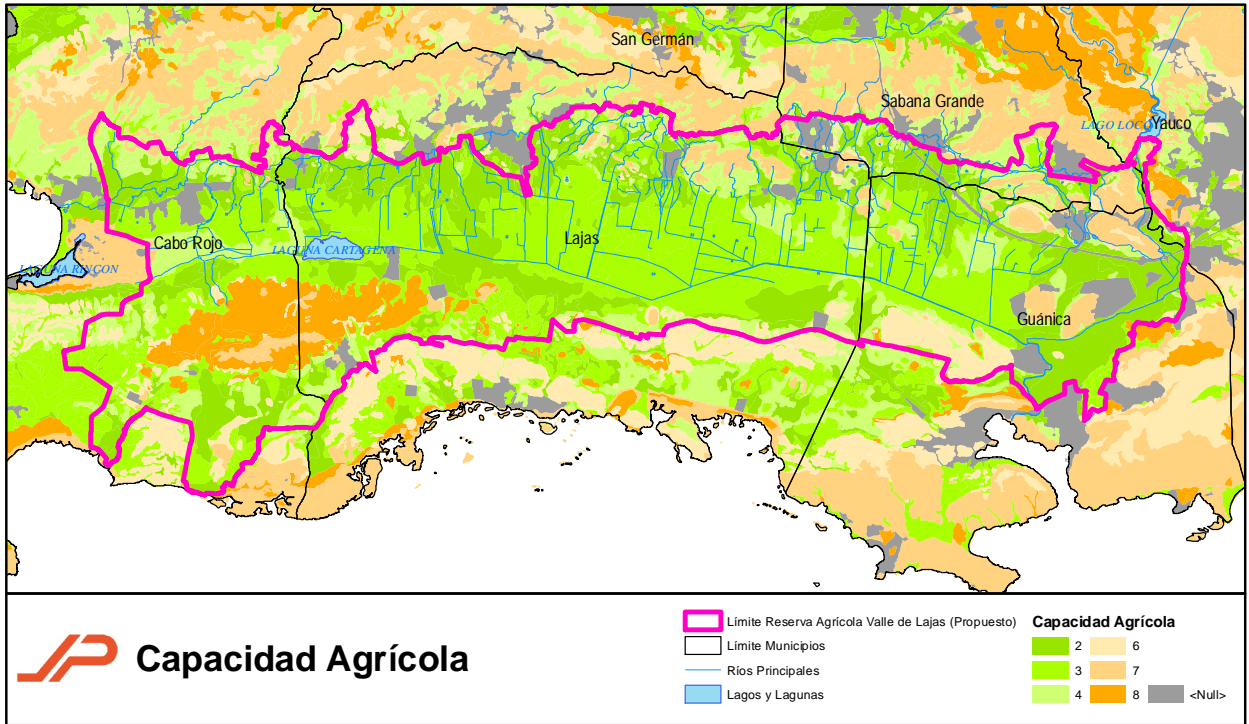 San Germán
Sabana Grande
LAGO LOCO
Yauco
Cabo Rojo
LAGUNA CARTAGENA
Lajas
LAGUNA RINCON
Guánica
JP
Capacidad Agrícola
Límite Reserva Agrícola Valle de Lajas (Propuesto)
Límite Municipios
Ríos Principales
Lagos y Lagunas
Capacidad Agrícola
2 6
3 7
4 8 <Null>